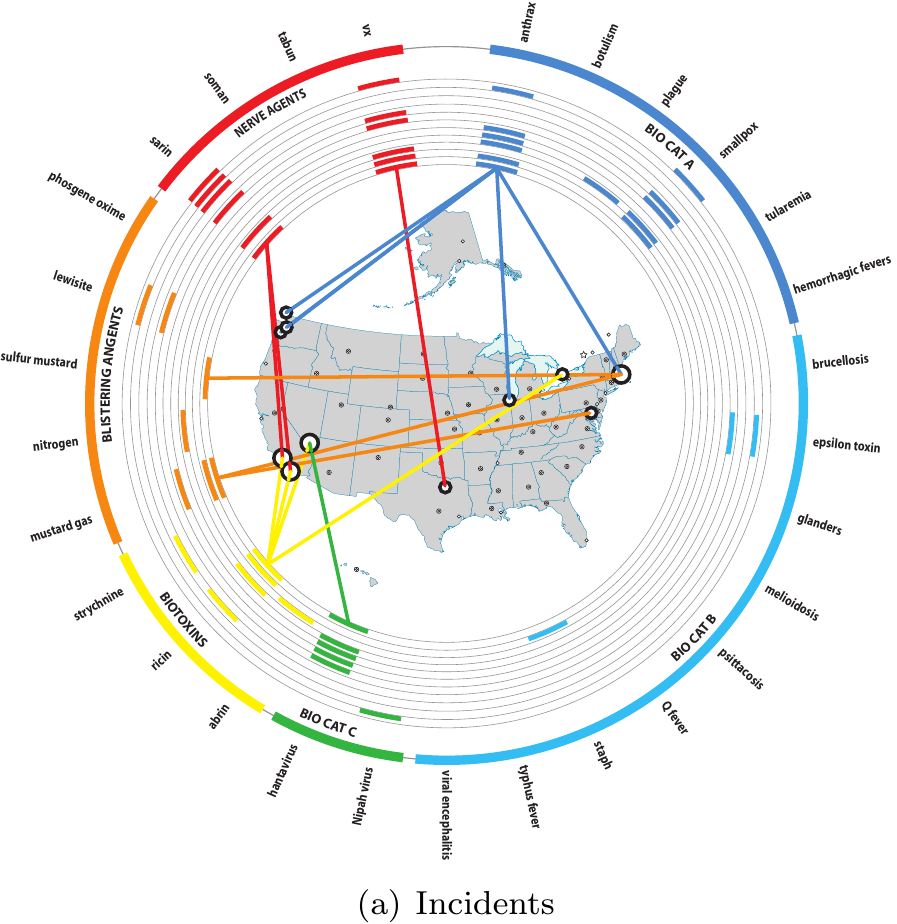 anthrax
botulism
plague
smallpox
tularemia
hemorrhagic fevers
BIO CAT A
brucellosis
epsilon toxin
glanders
melioidosis
psittacosis
Q fever
staph
typhus fever
viral encephalitis
BIO CAT B
Nipah virus
hantavirus
BIO CAT C
abrin
ricin
strychnine
BIOTOXINS
mustard gas
nitrogen
sulfur mustard
lewisite
phosgene oxime
BLISTERING ANGENTS
sarin
soman
tabun
vx
NERVE AGENTS
(a) Incidents